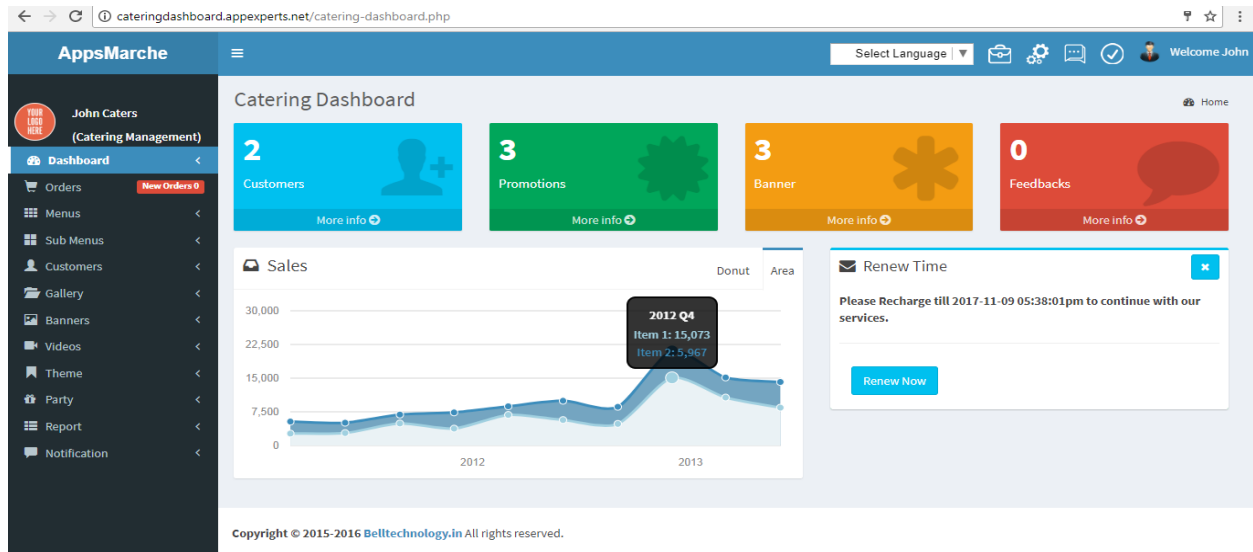 cateringdashboard.appexperts.net/catering-dashboard.php
AppsMarche
Select Language ▼
Welcome John
YOUR
LOGO
HERE
John Caters
(Catering Management)
Dashboard
Orders New Orders 0
Menus
Sub Menus
Customers
Gallery
Banners
Videos
Theme
Party
Report
Notification
Catering Dashboard
Home
2
Customers
More info
3
Promotions
More info
3
Banner
More info
0
Feedbacks
More info
Sales
Donut Area
30,000
22,500
15,000
7,500
0
2012 Q4
Item 1: 15,073
Item 2: 5,967
2012 2013
Renew Time
Please Recharge till 2017-11-09 05:38:01pm to continue with our
services.
Renew Now
Copyright © 2015-2016 Belltechnology.in All rights reserved.